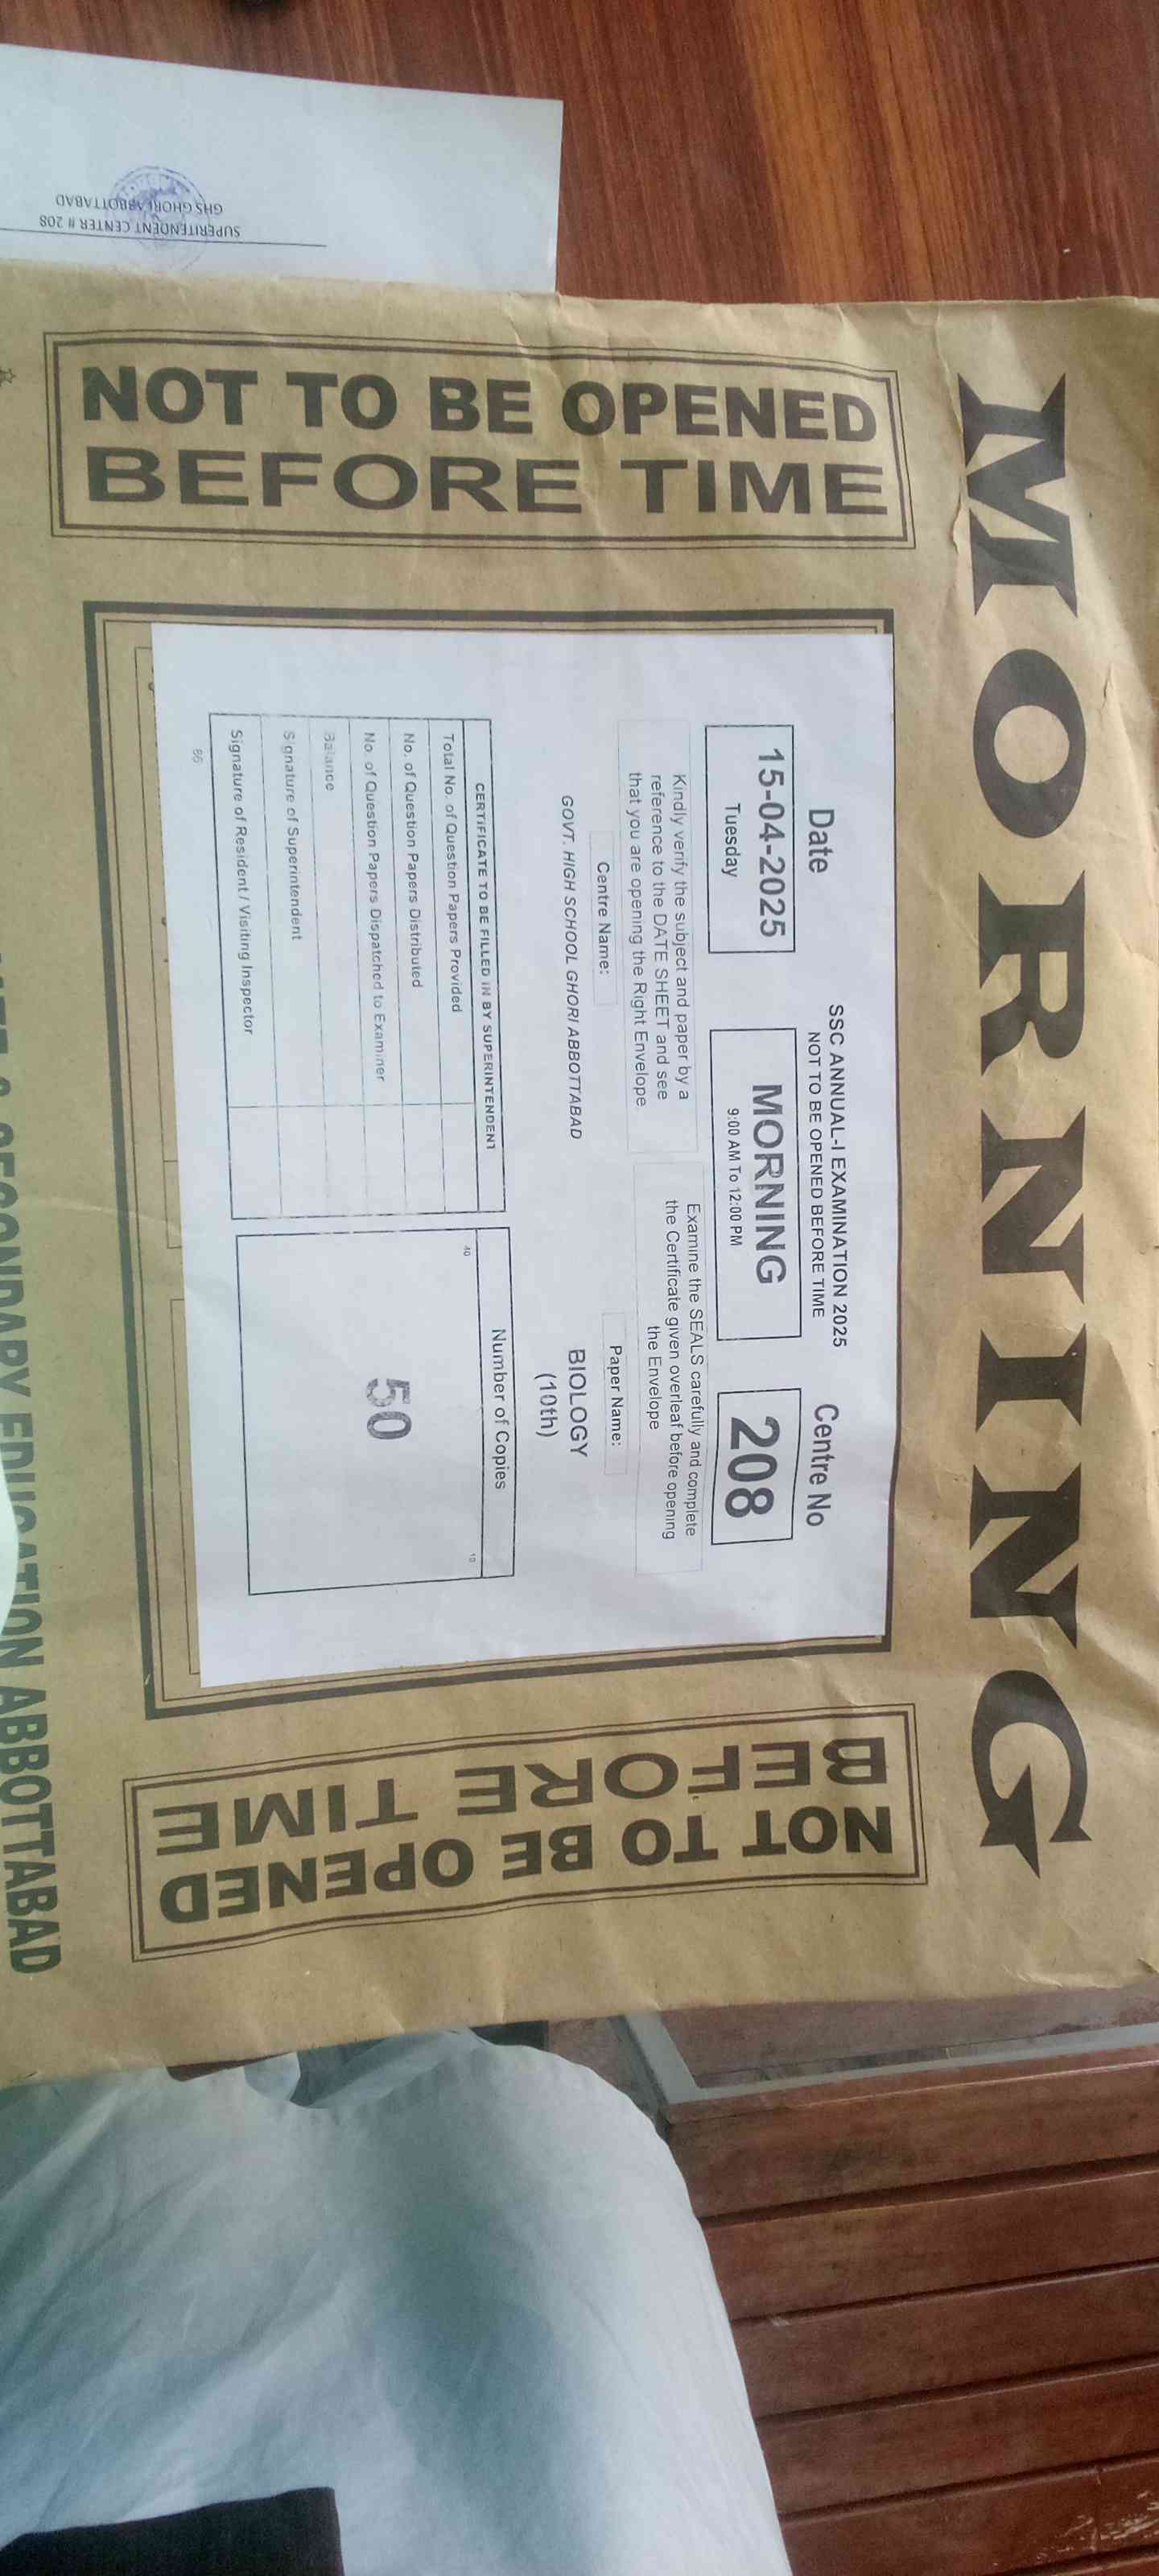 SUPERITENDENT CENTER # 208
GHS GHORI ABBOTTABAD
MORNING
NOT TO BE OPENED
BEFORE TIME
SSC ANNUAL-I EXAMINATION 2025
NOT TO BE OPENED BEFORE TIME
Date
15-04-2025
Tuesday
MORNING
9:00 AM To 12:00 PM
Centre No
208
Kindly verify the subject and paper by a
reference to the DATE SHEET and see
that you are opening the Right Envelope
Examine the SEALS carefully and complete
the Certificate given overleaf before opening
the Envelope
Centre Name:
GOVT. HIGH SCHOOL GHORI ABBOTTABAD
Paper Name:
BIOLOGY
(10th)
CERTIFICATE TO BE FILLED IN BY SUPERINTENDENT
Total No. of Question Papers Provided
No. of Question Papers Distributed
No. of Question Papers Dispatched to Examiner
Balance
Signature of Superintendent
Signature of Resident / Visiting Inspector
Number of Copies
40
10
50
86
NOT TO BE OPENED
BEFORE TIME
SECONDARY EDUCATION ABBOTTABAD